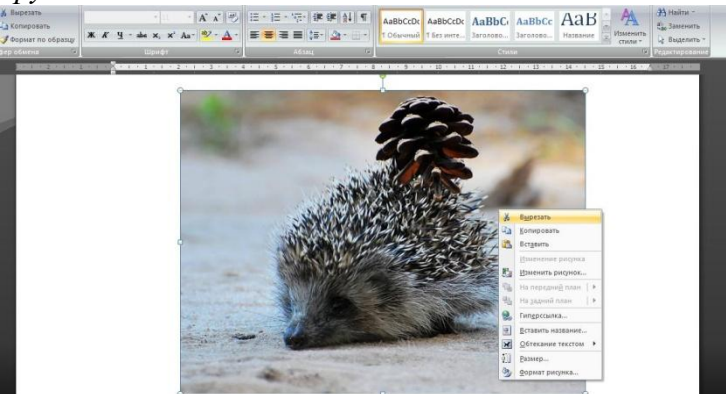 Вырезать
Копировать
Формат по образцу
Шрифт
Абзац
Стили
Редактирование
AaBbCcDc AaBbCcDc AaBbC AaBbCc AaB
¶ Обычный ¶ Без инте... Заголово... Заголово... Название
Изменить стили
Найти
Заменить
Выделить
Вырезать
Копировать
Вставить
Изменение рисунка
Изменить рисунок...
На передний план
На задний план
Гиперссылка...
Вставить название...
Обтекание текстом
Размер...
Формат рисунка...